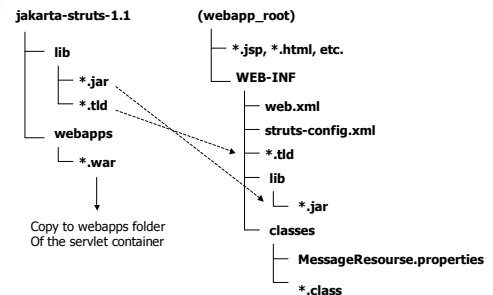 jakarta-struts-1.1
lib
*.jar
*.tld
webapps
*.war
Copy to webapps folder
Of the servlet container
(webapp_root)
*.jsp, *.html, etc.
WEB-INF
web.xml
struts-config.xml
*.tld
lib
*.jar
classes
MessageResourse.properties
*.class